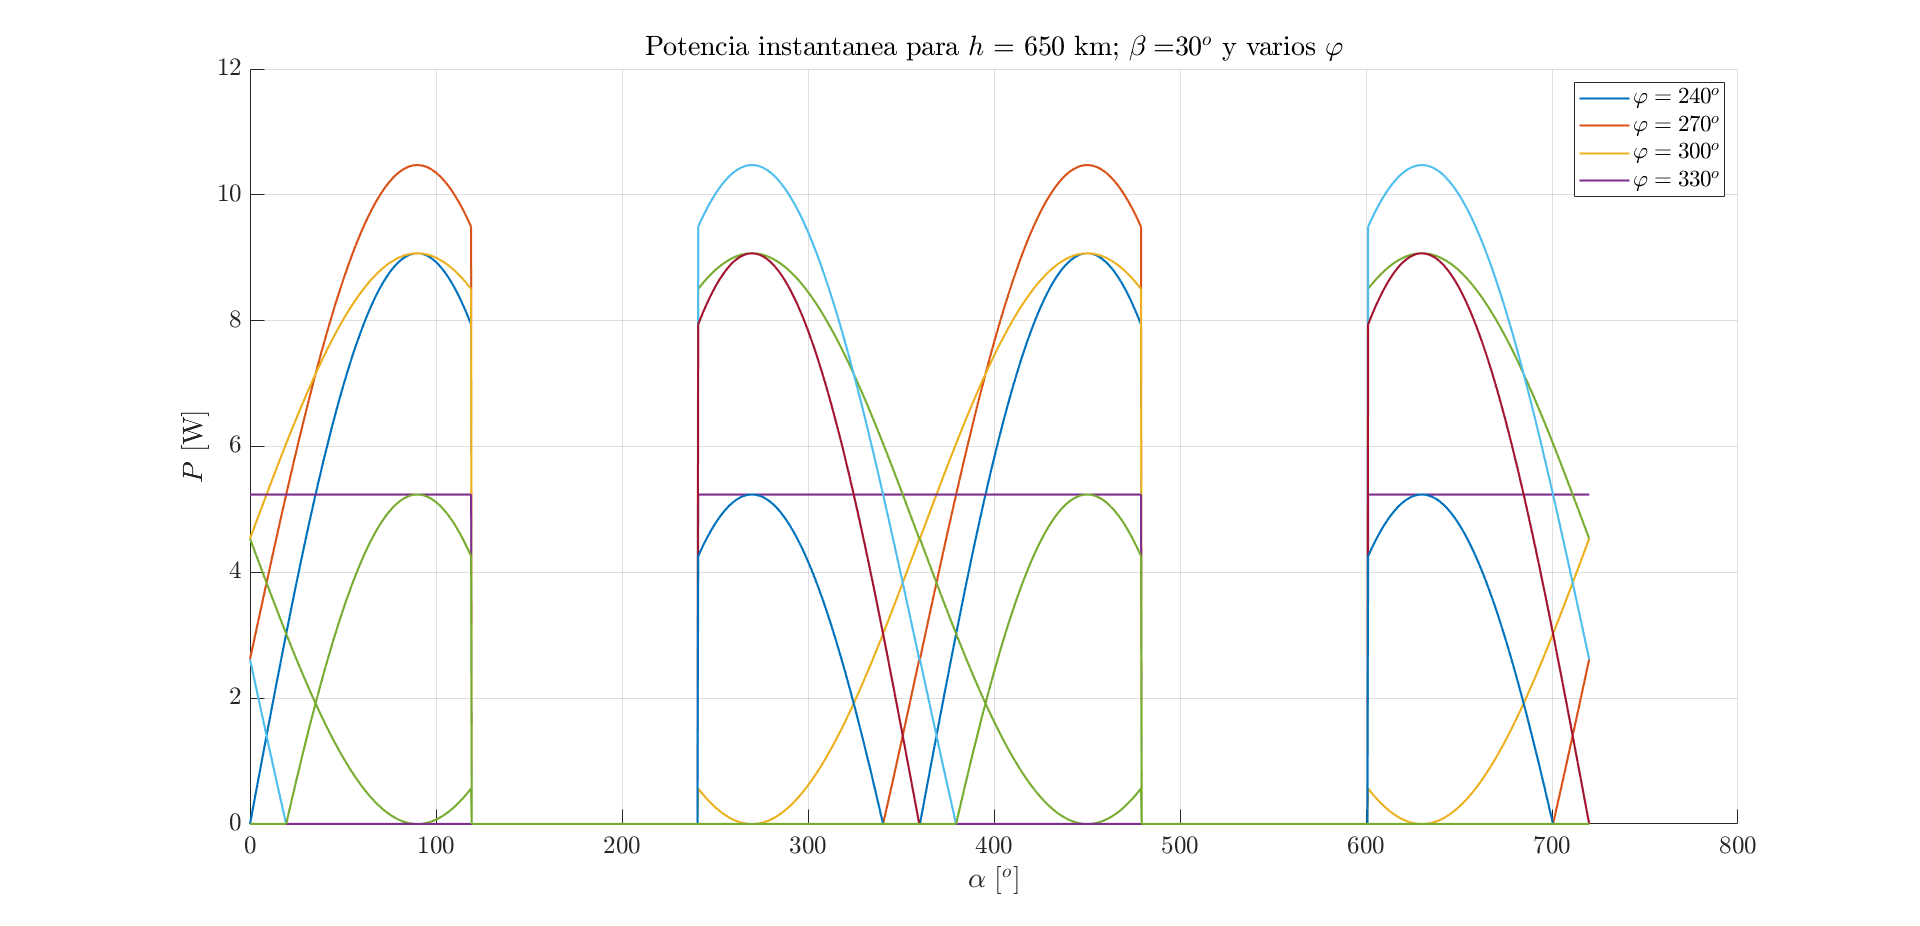 Potencia instantanea para h = 650 km; β =30º y varios φ
12
10
8
6
4
2
0
P [W]
φ = 240º
φ = 270º
φ = 300º
φ = 330º
0 100 200 300 400 500 600 700 800
α [º]